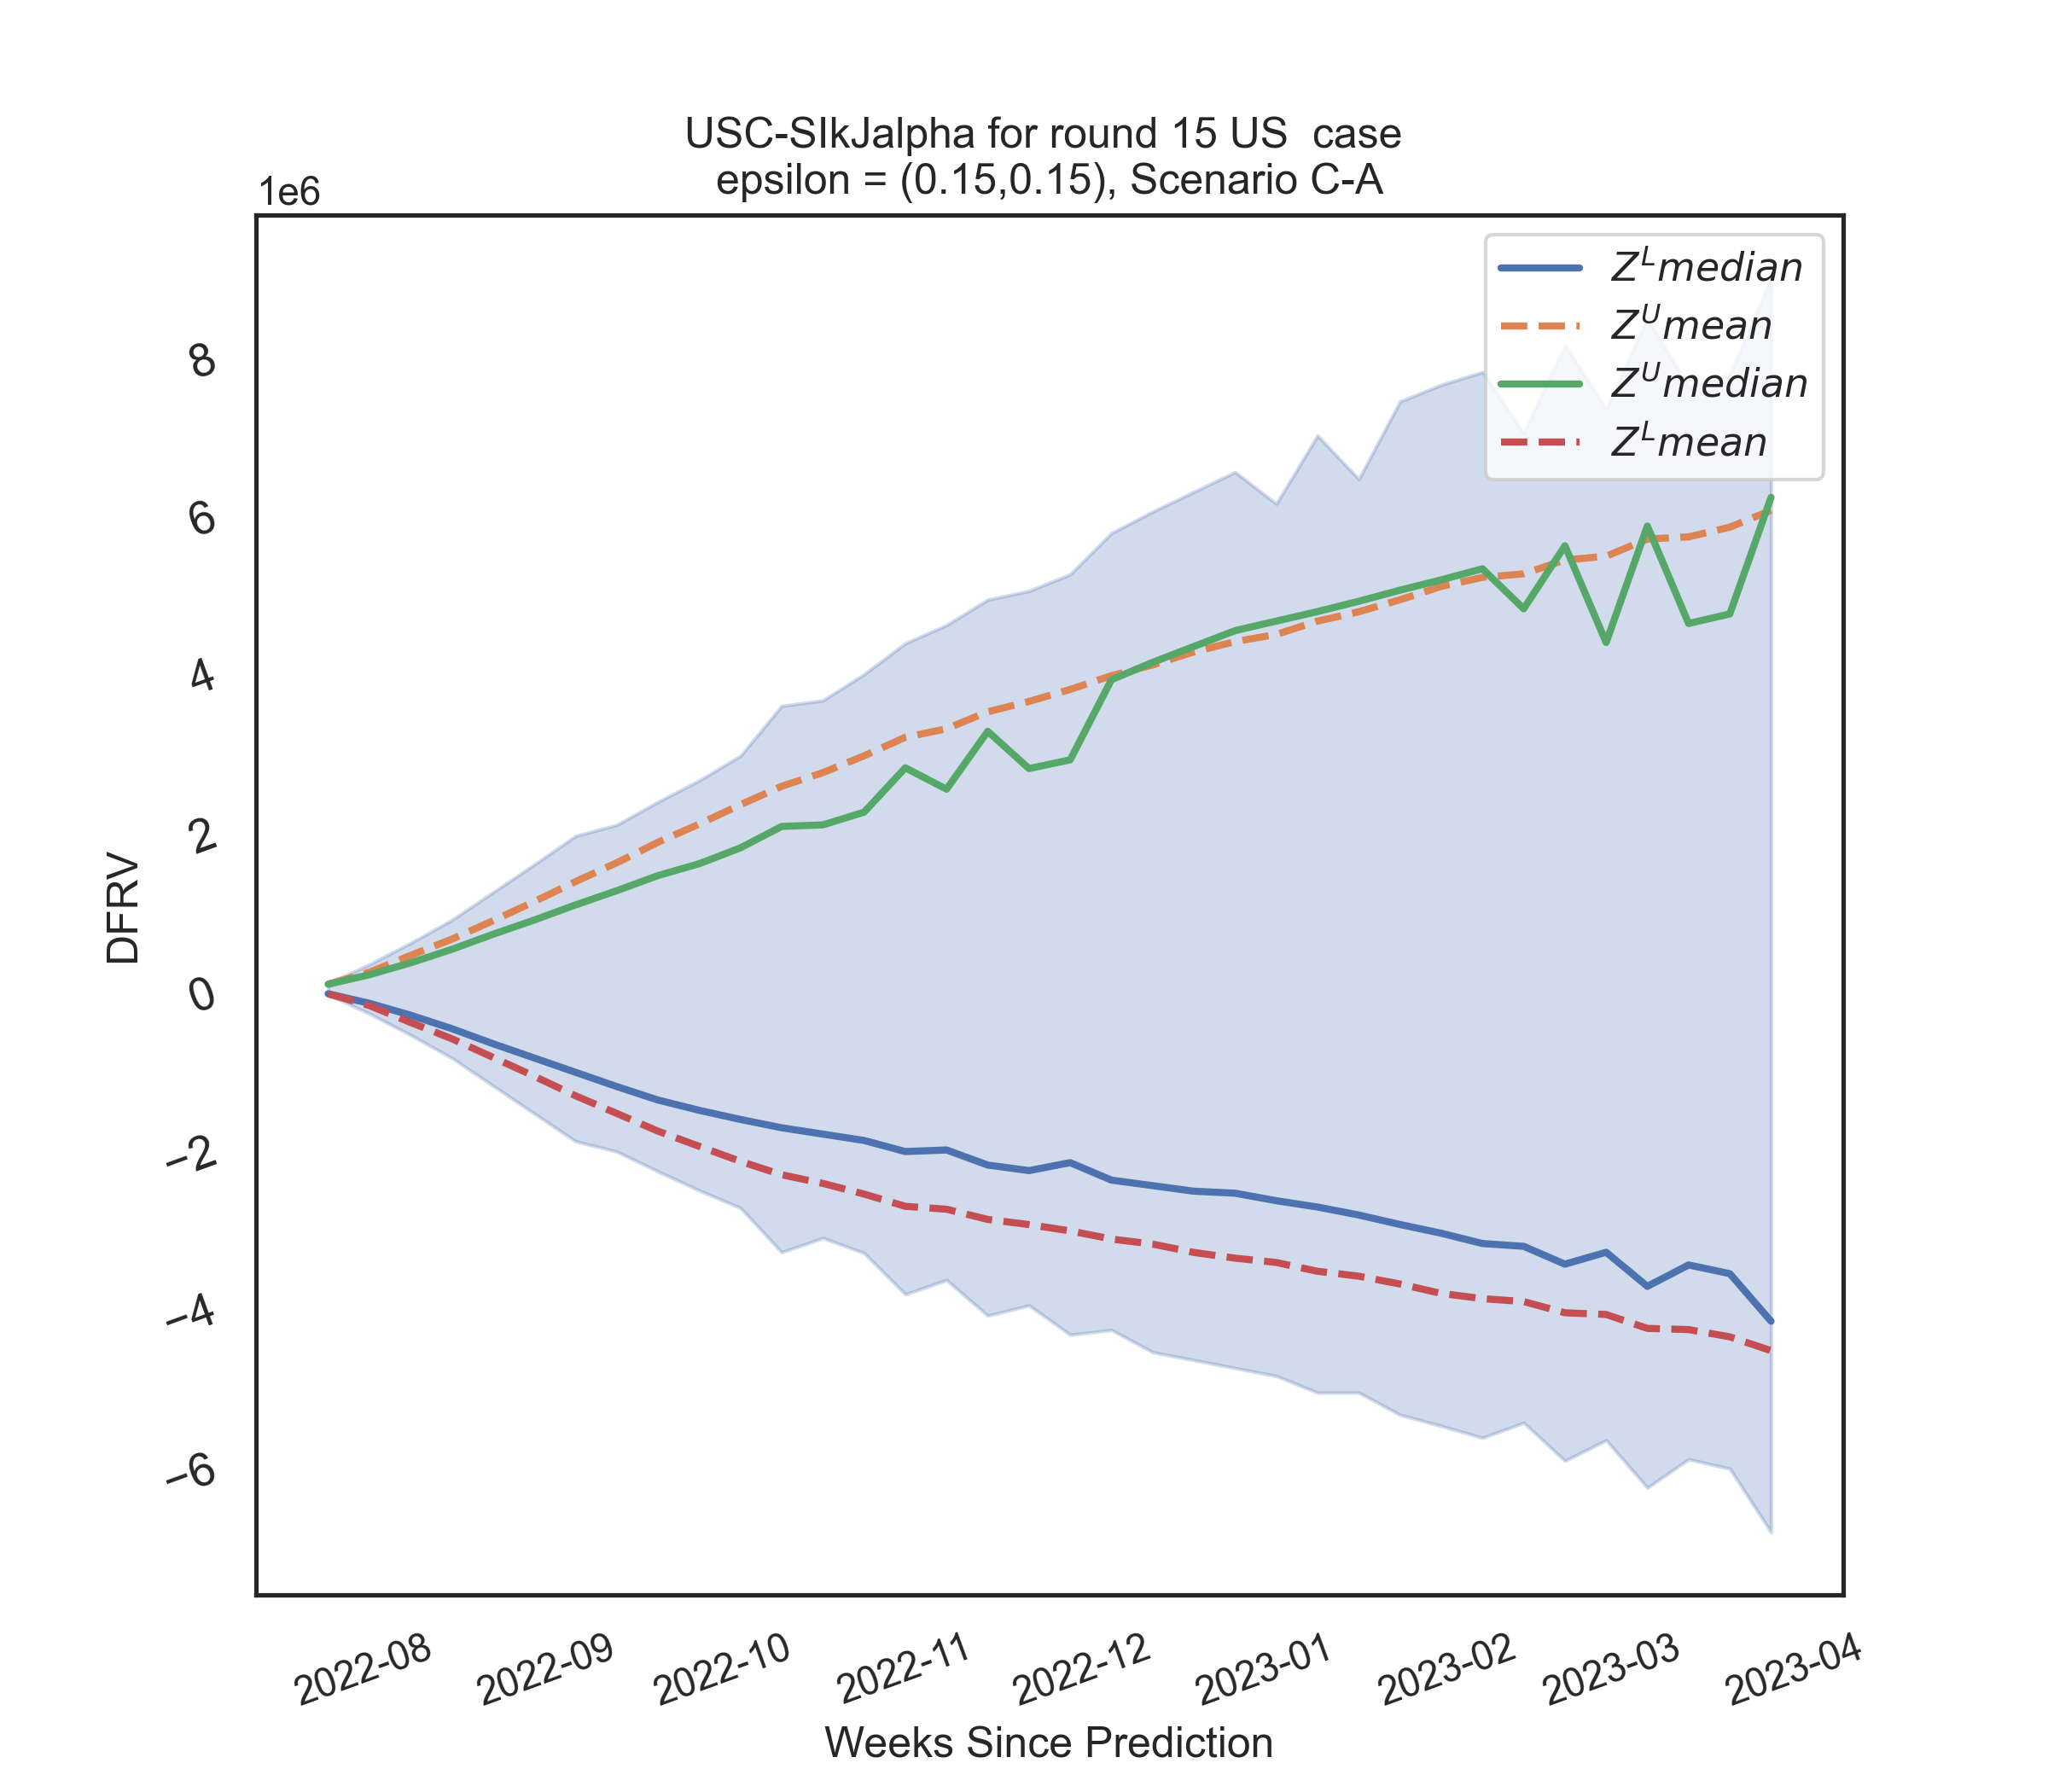 USC-SIkJalpha for round 15 US  case
epsilon = (0.15,0.15), Scenario C-A
1e6
Z^L median
Z^U mean
Z^U median
Z^L mean
8
6
4
2
0
−2
−4
−6
DFRV
2022-08 2022-09 2022-10 2022-11 2022-12 2023-01 2023-02 2023-03 2023-04
Weeks Since Prediction